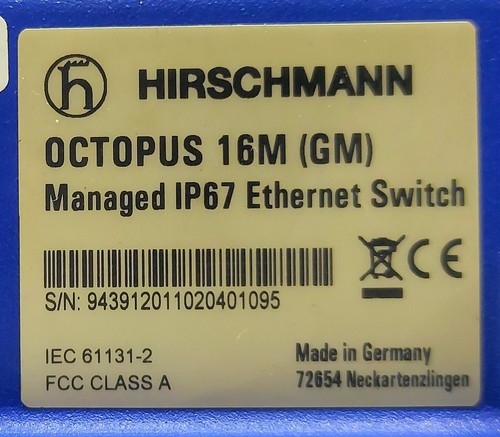 HIRSCHMANN
OCTOPUS 16M (GM)
Managed IP67 Ethernet Switch
CE
S/N: 943912011020401095
IEC 61131-2
FCC CLASS A
Made in Germany
72654 Neckartenzlingen